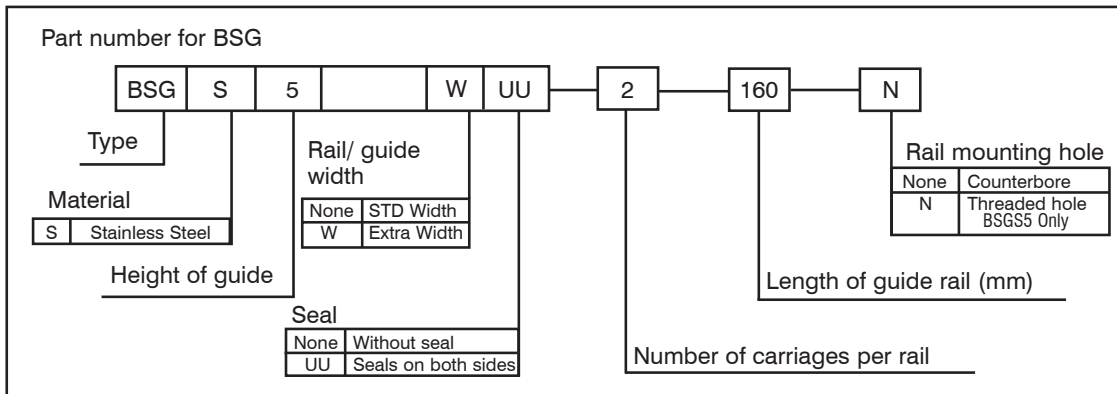 Part number for BSG
BSG S 5 W UU 2 160 N
Type
Material
S Stainless Steel
Height of guide
Rail/ guide
width
None STD Width
W Extra Width
Seal
None Without seal
UU Seals on both sides
Number of carriages per rail
Length of guide rail (mm)
Rail mounting hole
None Counterbore
N Threaded hole
BSGS5 Only